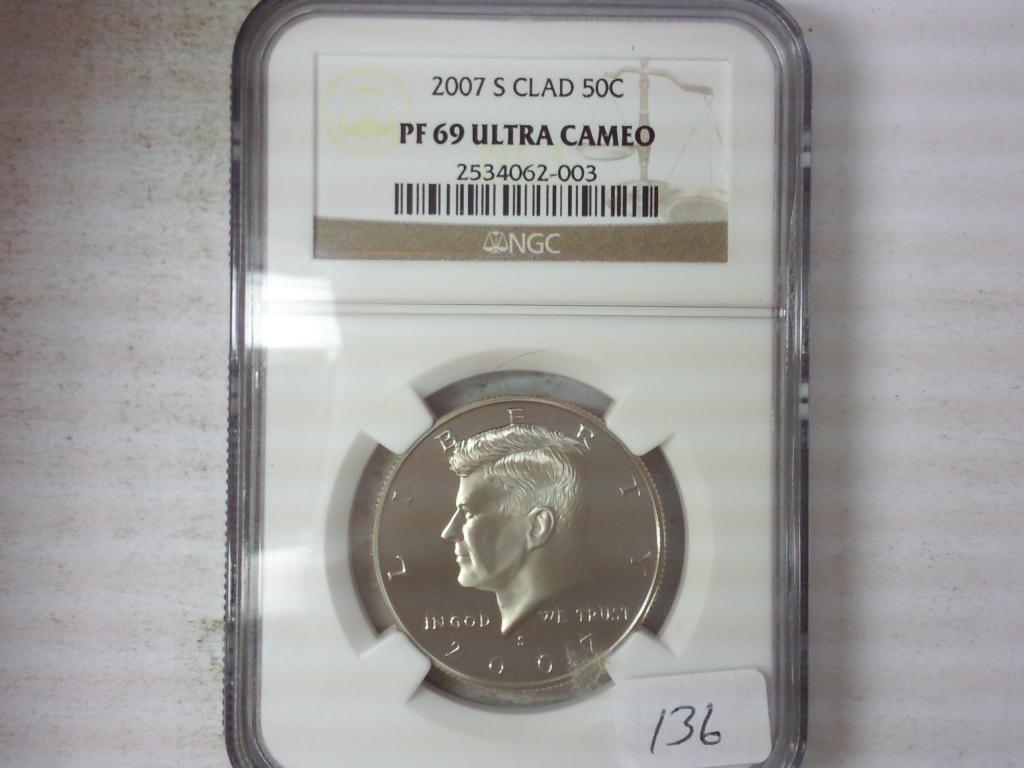 2007 S CLAD 50C
PF 69 ULTRA CAMEO
2534062-003
NGC
LIBERTY
IN GOD WE TRUST
S
2007
136